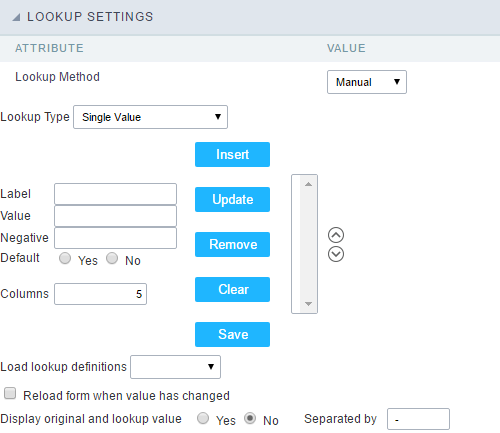 LOOKUP SETTINGS
ATTRIBUTE VALUE
Lookup Method Manual
Lookup Type Single Value
Insert
Label
Update
Value
Negative
Remove
Default Yes No
Columns 5
Clear
Save
Load lookup definitions
Reload form when value has changed
Display original and lookup value Yes No Separated by -